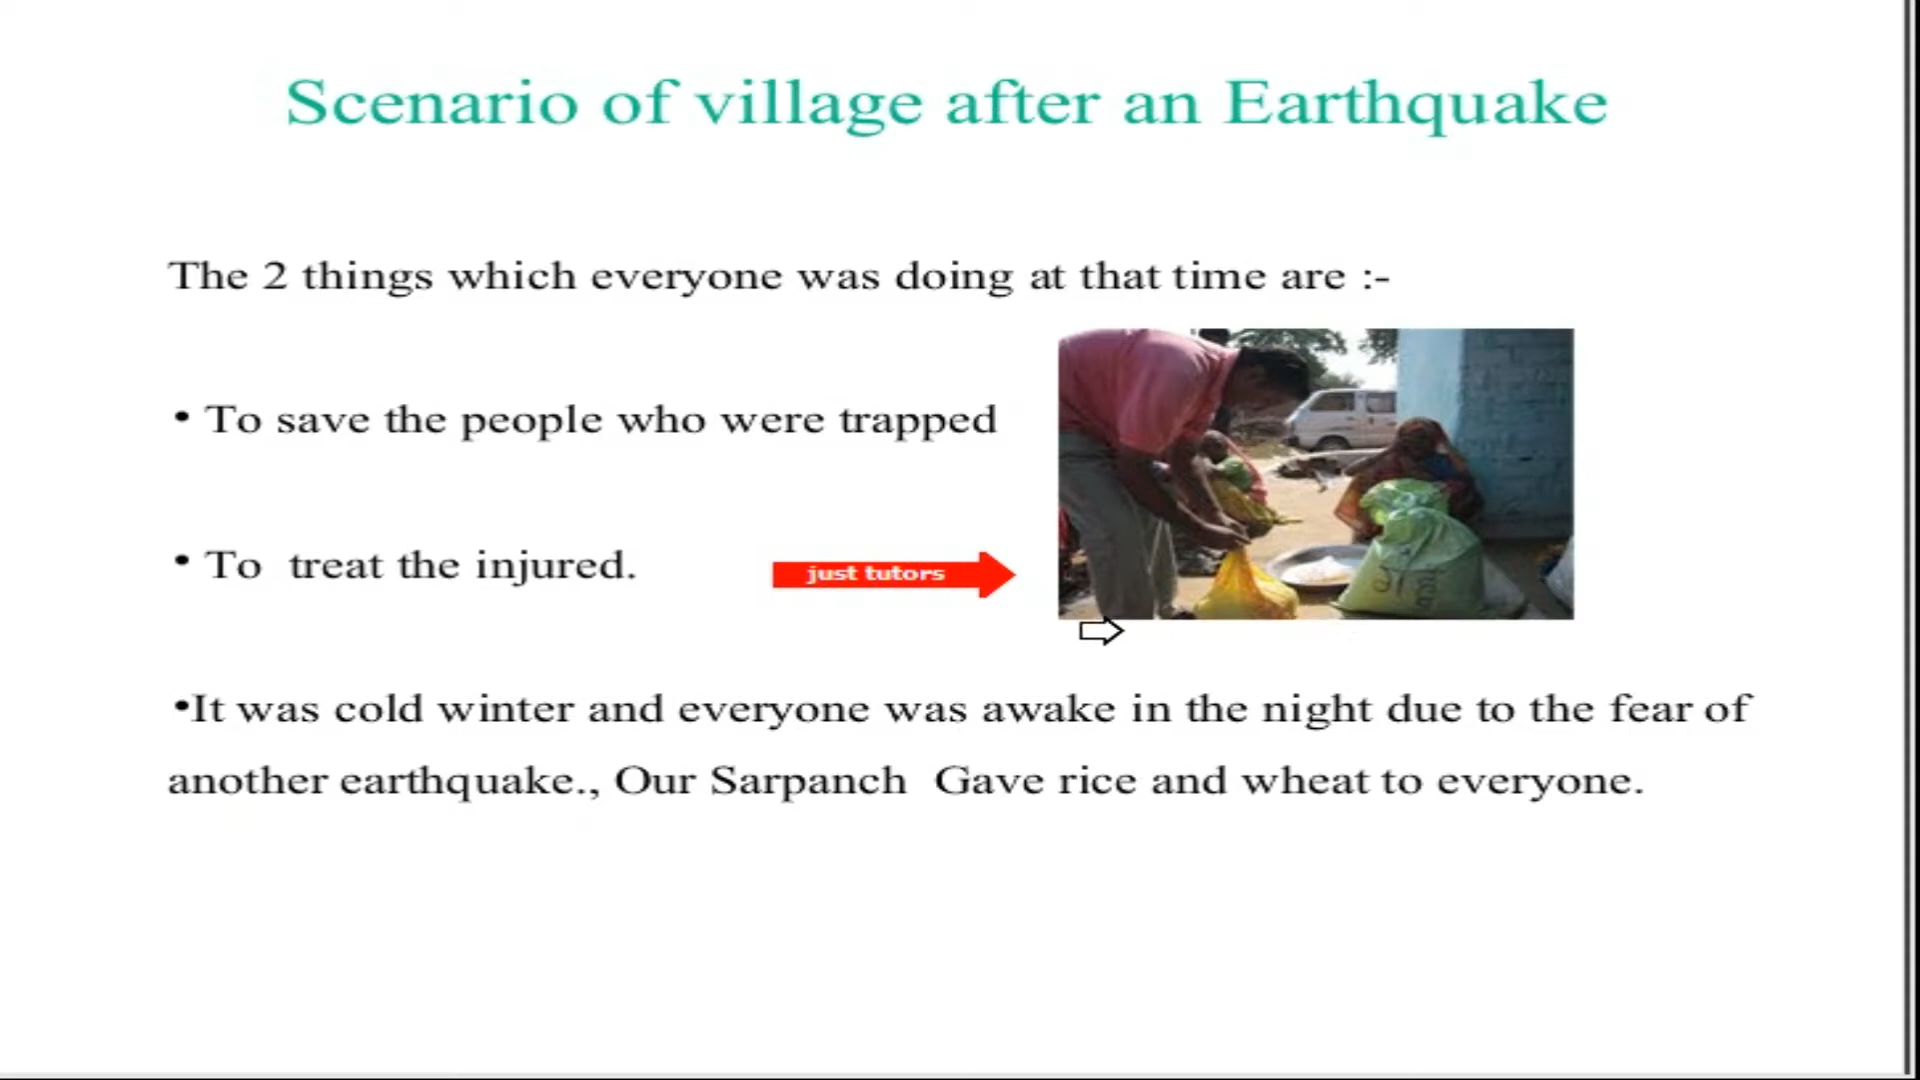 Scenario of village after an Earthquake
The 2 things which everyone was doing at that time are :-
• To save the people who were trapped
• To  treat the injured.
just tutors
•It was cold winter and everyone was awake in the night due to the fear of
another earthquake., Our Sarpanch  Gave rice and wheat to everyone.